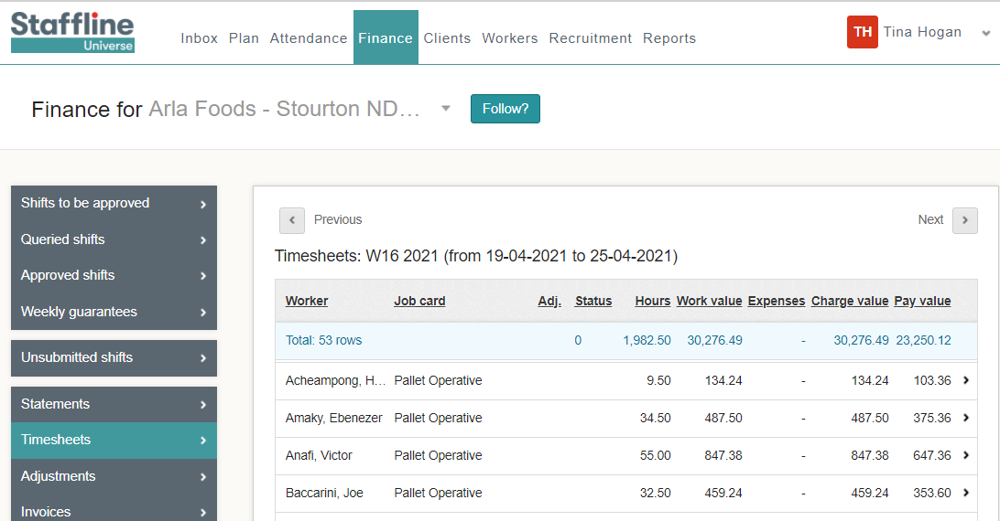 Staffline
Universe
Inbox Plan Attendance Finance Clients Workers Recruitment Reports
TH Tina Hogan
Finance for Arla Foods - Stourton ND… Follow?
Shifts to be approved
Queried shifts
Approved shifts
Weekly guarantees
Unsubmitted shifts
Statements
Timesheets
Adjustments
Invoices
Previous Next
Timesheets: W16 2021 (from 19-04-2021 to 25-04-2021)
Worker Job card Adj. Status Hours Work value Expenses Charge value Pay value
Total: 53 rows 0 1,982.50 30,276.49 - 30,276.49 23,250.12
Acheampong, H… Pallet Operative 9.50 134.24 - 134.24 103.36
Amaky, Ebenezer Pallet Operative 34.50 487.50 - 487.50 375.36
Anafi, Victor Pallet Operative 55.00 847.38 - 847.38 647.36
Baccarini, Joe Pallet Operative 32.50 459.24 - 459.24 353.60